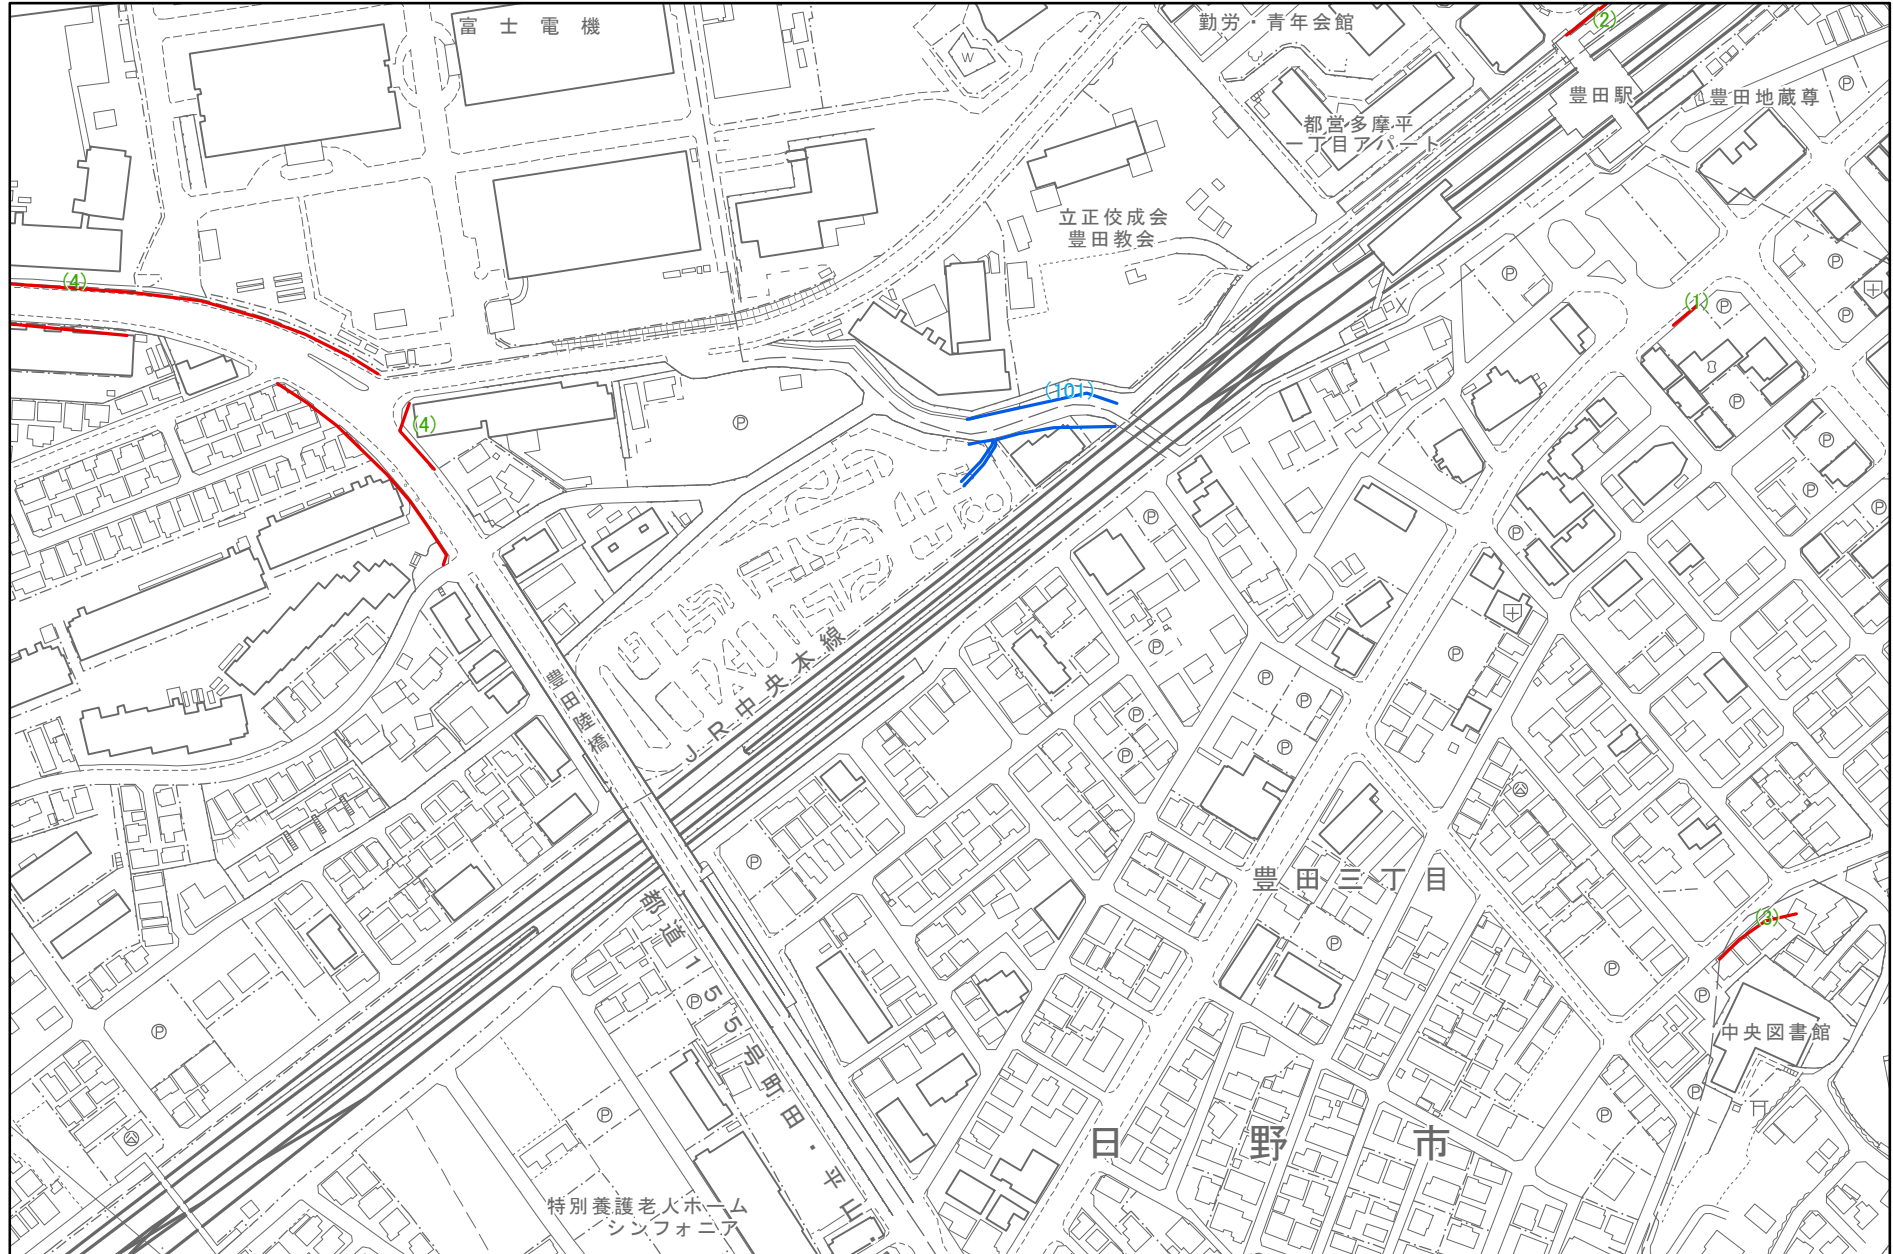 富士電機
勤労・青年会館
(2)
W
豊田駅
豊田地蔵尊
都営多摩平
一丁目アパート
立正佼成会
豊田教会
(4)
(1)
(101)
(4)
豊田陸橋
JR中央本線
豊田三丁目
都道155号町田・平山
(3)
中央図書館
日野市
特別養護老人ホーム
シンフォニア